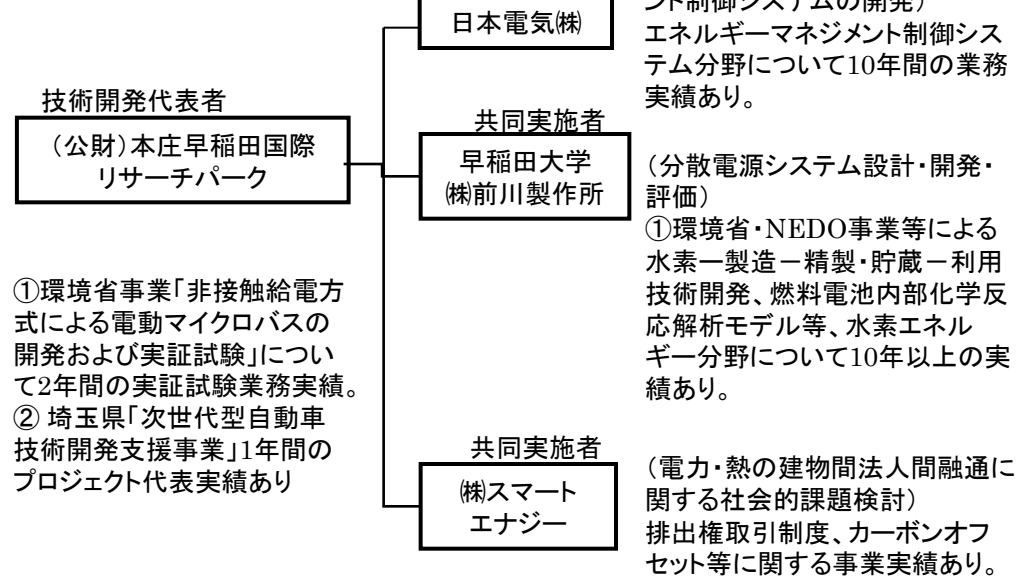 ント制御システムの開発）
日本電気㈱
エネルギーマネジメント制御シス
テム分野について10年間の業務
実績あり。
技術開発代表者
（公財）本庄早稲田国際
リサーチパーク
共同実施者
早稲田大学
㈱前川製作所
（分散電源システム設計・開発・
評価）
①環境省・NEDO事業等による
水素ー製造－精製・貯蔵－利用
技術開発、燃料電池内部化学反
応解析モデル等、水素エネル
ギー分野について10年以上の実
績あり。
①環境省事業「非接触給電方
式による電動マイクロバスの
開発および実証試験」につい
て2年間の実証試験業務実績。
② 埼玉県「次世代型自動車
技術開発支援事業」1年間の
プロジェクト代表実績あり
共同実施者
㈱スマート
エナジー
（電力・熱の建物間法人間融通に
関する社会的課題検討）
排出権取引制度、カーボンオフ
セット等に関する事業実績あり。